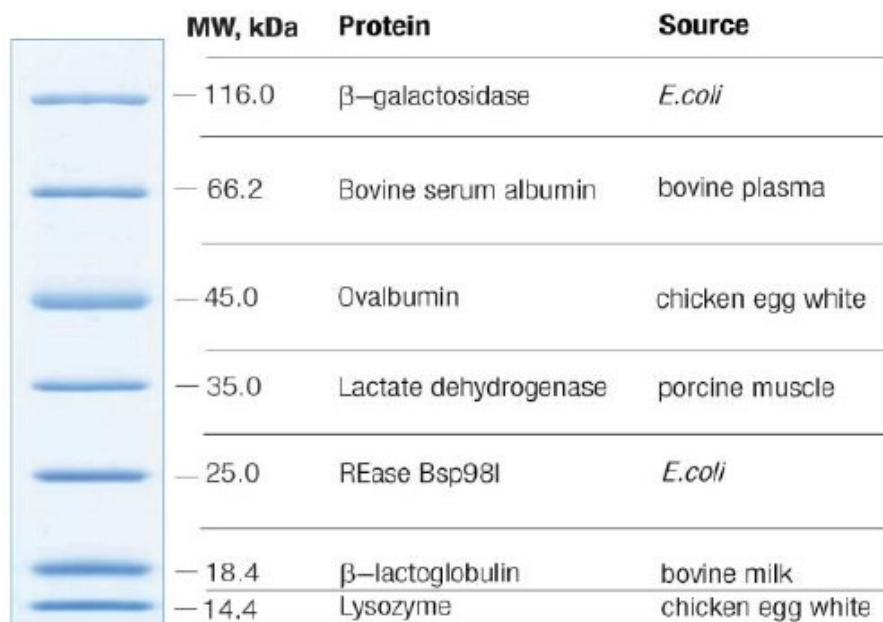 MW, kDa Protein Source
116.0 β–galactosidase E.coli
66.2 Bovine serum albumin bovine plasma
45.0 Ovalbumin chicken egg white
35.0 Lactate dehydrogenase porcine muscle
25.0 REase Bsp98I E.coli
18.4 β–lactoglobulin bovine milk
14.4 Lysozyme chicken egg white